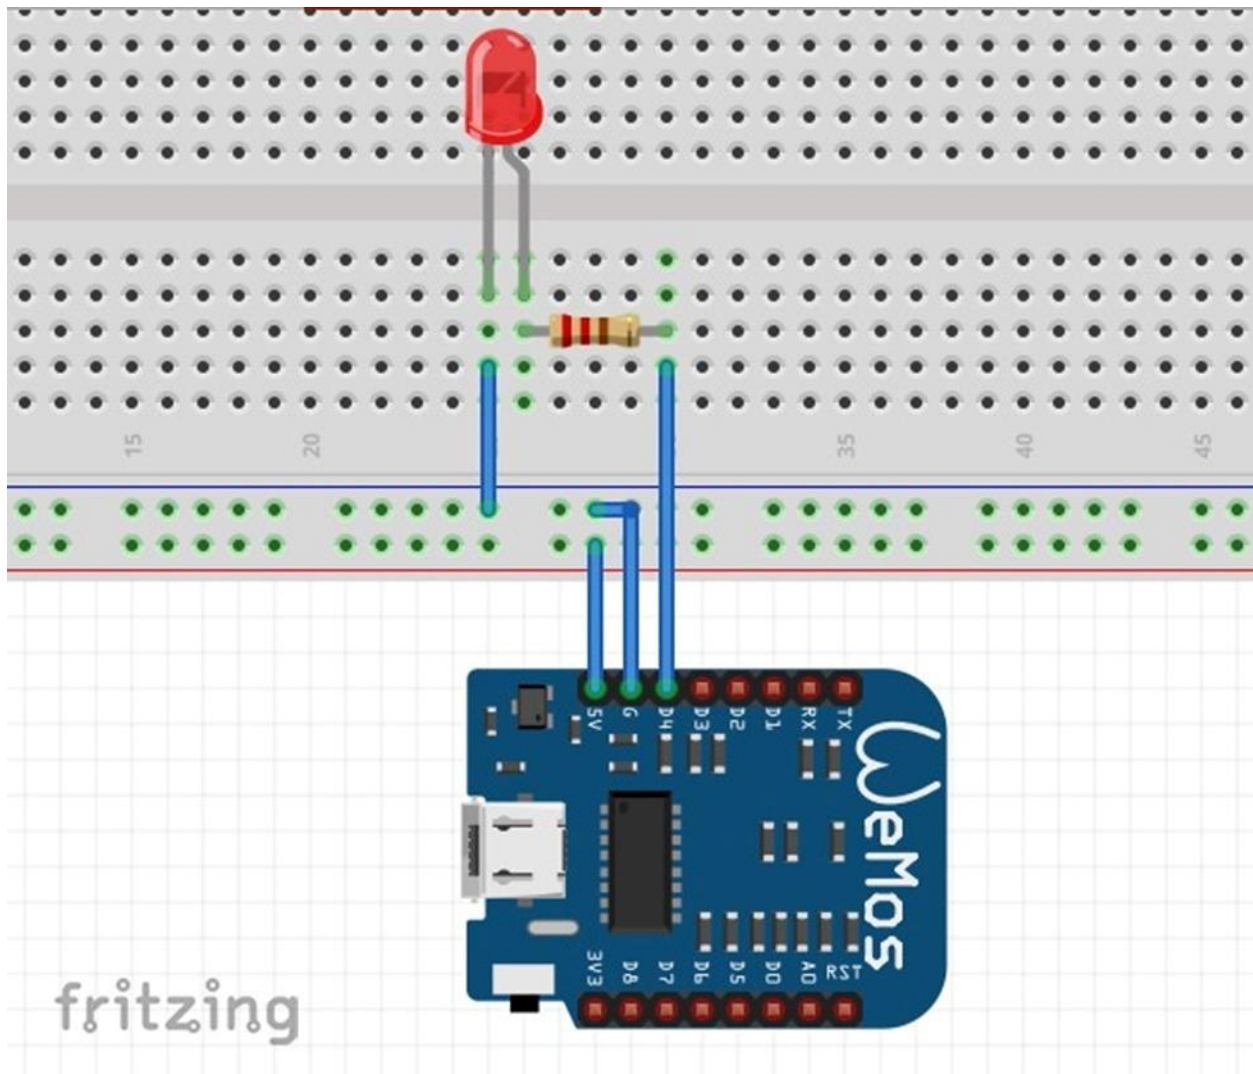 15 20 35 40 45
5V G D4 D3 D2 D1 RX TX
WeMos
3V3 D8 D7 D6 D5 D0 A0 RST
fritzing